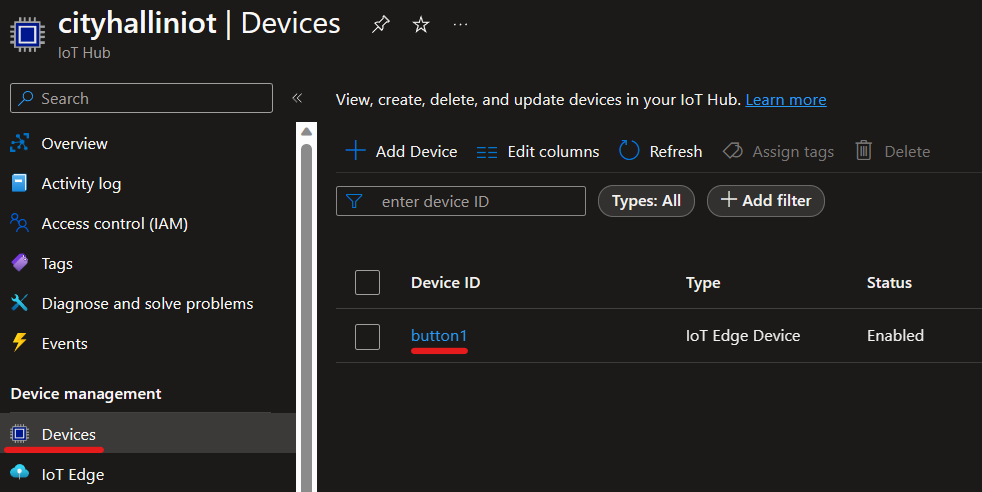 cityhalliniot | Devices
IoT Hub
Search
Overview
Activity log
Access control (IAM)
Tags
Diagnose and solve problems
Events
Device management
Devices
IoT Edge
View, create, delete, and update devices in your IoT Hub. Learn more
Add Device Edit columns Refresh Assign tags Delete
enter device ID Types: All Add filter
Device ID Type Status
button1 IoT Edge Device Enabled